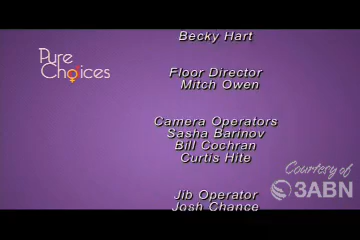 Becky Hart
Pure
Choices
Floor Director
Mitch Owen
Camera Operators
Sasha Barinov
Bill Cochran
Curtis Hite
Courtesy of
3ABN
Jib Operator
Josh Chance